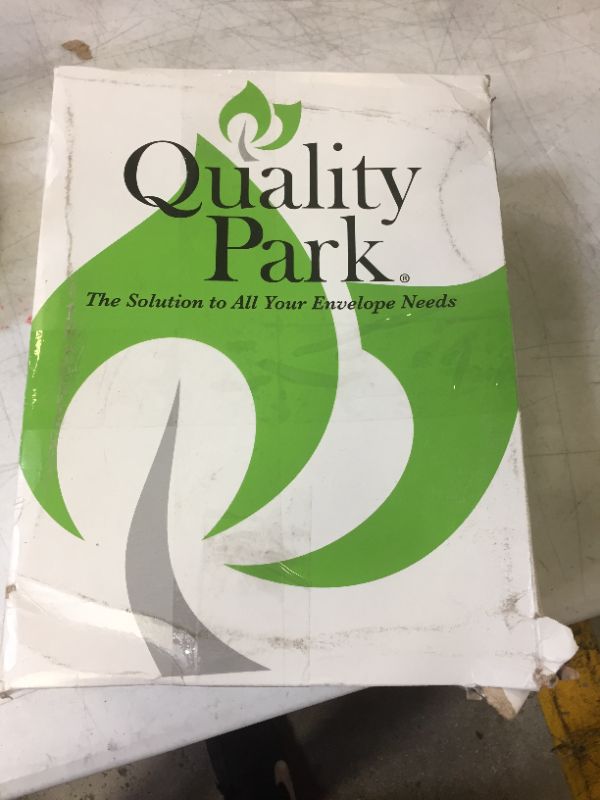 Quality
Park®
The Solution to All Your Envelope Needs